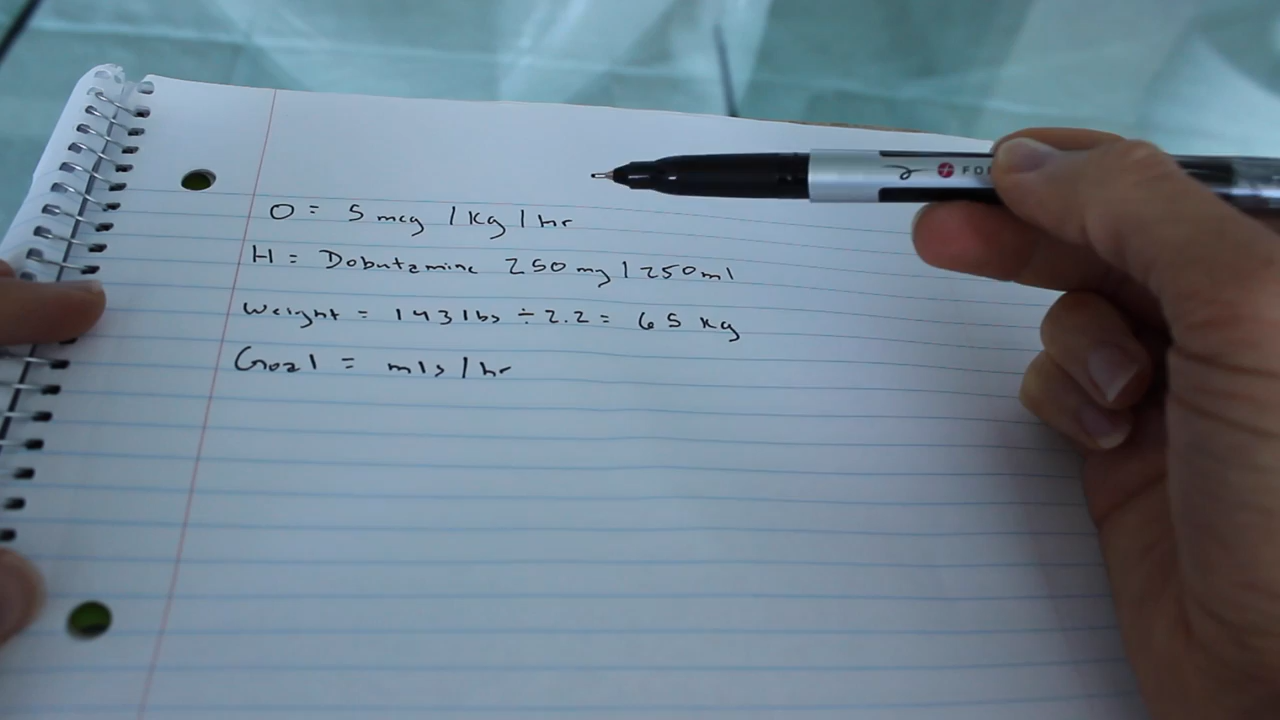 O = 5 mcg / Kg / hr
H = Dobutamine 250 mg / 250 ml
Weight = 143 lbs ÷ 2.2 = 65 Kg
Goal = mls / hr